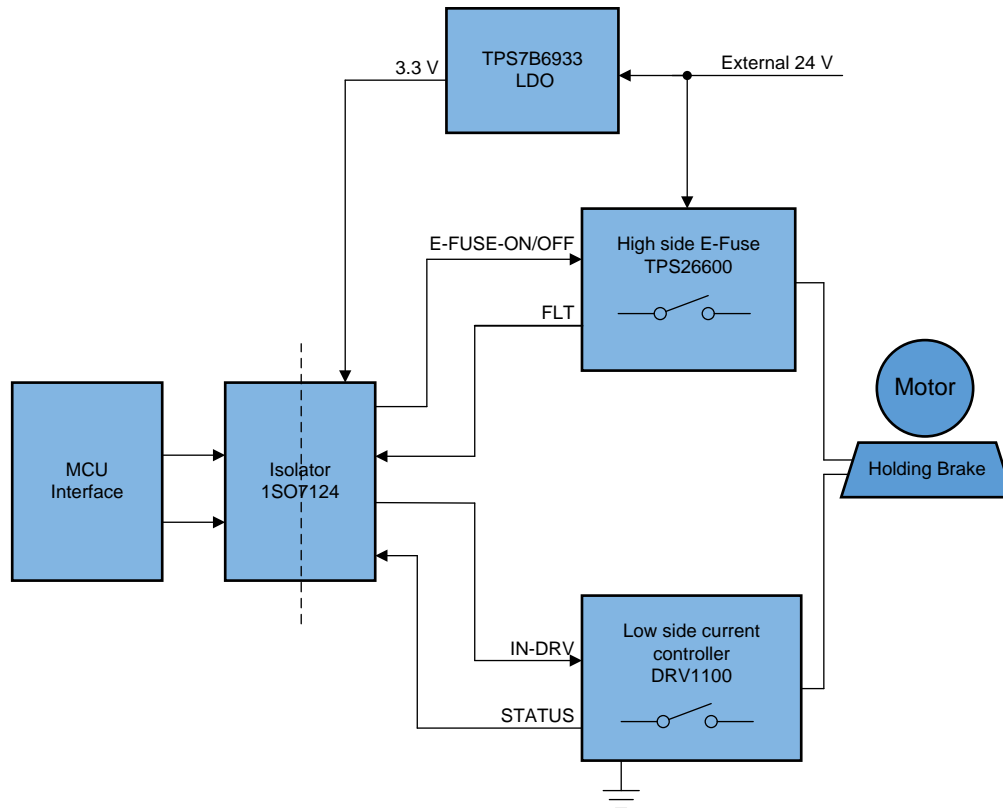 TPS7B6933
LDO
3.3 V
External 24 V
E-FUSE-ON/OFF
High side E-Fuse
TPS26600
FLT
Motor
MCU
Interface
Isolator
1SO7124
Holding Brake
IN-DRV
Low side current
controller
DRV1100
STATUS